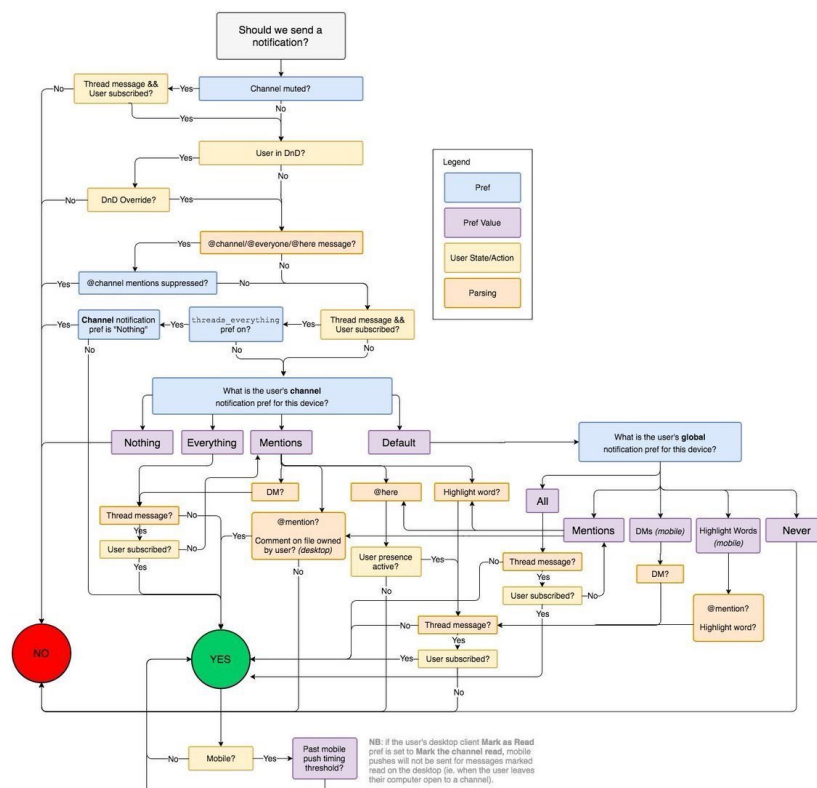 Should we send a
notification?
Thread message &&
User subscribed?
No
Yes
Channel muted?
Yes
No
User in DnD?
Yes
No
DnD Override?
No
Yes
@channel/@everyone/@here message?
Yes
No
@channel mentions suppressed?
Yes
No
Channel notification
pref is "Nothing"
Yes
Yes
threads_everything
pref on?
Yes
Thread message &&
User subscribed?
No
No
No
What is the user's channel
notification pref for this device?
Legend
Pref
Pref Value
User State/Action
Parsing
Nothing
Everything
Mentions
Default
What is the user's global
notification pref for this device?
DM?
@here
Highlight word?
All
Thread message?
No
Yes
User subscribed?
No
Yes
@mention?
Comment on file owned
by user? (desktop)
Yes
No
User presence
active?
Yes
No
Mentions
DMs (mobile)
Highlight Words
(mobile)
Never
No
Thread message?
Yes
User subscribed?
No
Yes
DM?
@mention?
Highlight word?
No
Thread message?
Yes
Yes
User subscribed?
No
NO
YES
No
Mobile?
Yes
Past mobile
push timing
threshold?
NB: if the user's desktop client Mark as Read
pref is set to Mark the channel read, mobile
pushes will not be sent for messages marked
read on the desktop (ie. when the user leaves
their computer open to a channel).